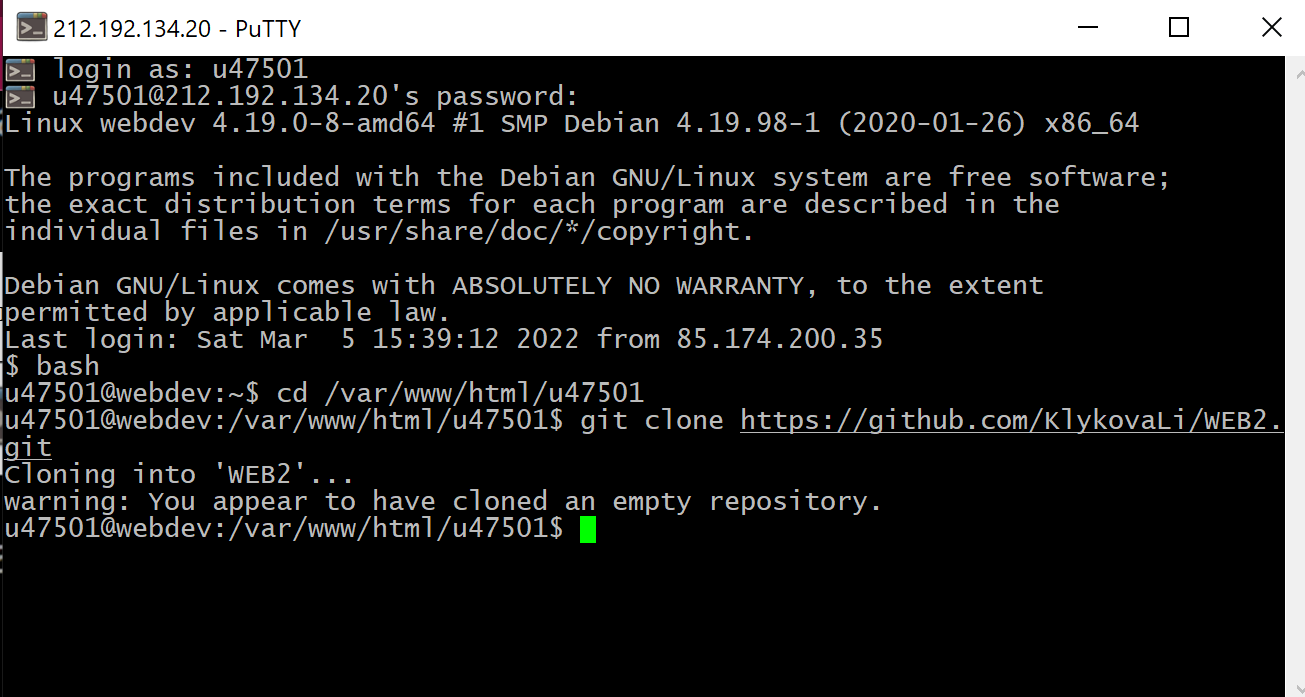 212.192.134.20 - PuTTY
login as: u47501
u47501@212.192.134.20's password:
Linux webdev 4.19.0-8-amd64 #1 SMP Debian 4.19.98-1 (2020-01-26) x86_64
The programs included with the Debian GNU/Linux system are free software;
the exact distribution terms for each program are described in the
individual files in /usr/share/doc/*/copyright.
Debian GNU/Linux comes with ABSOLUTELY NO WARRANTY, to the extent
permitted by applicable law.
Last login: Sat Mar  5 15:39:12 2022 from 85.174.200.35
$ bash
u47501@webdev:~$ cd /var/www/html/u47501
u47501@webdev:/var/www/html/u47501$ git clone https://github.com/KlykovaLi/WEB2.
git
Cloning into 'WEB2'...
warning: You appear to have cloned an empty repository.
u47501@webdev:/var/www/html/u47501$